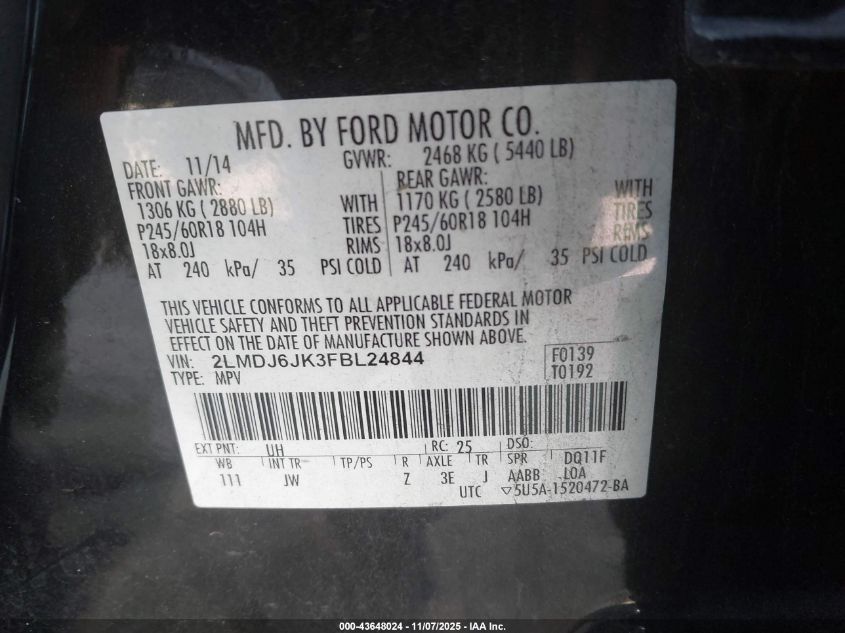 MFD. BY FORD MOTOR CO.
DATE: 11/14 GVWR: 2468 KG ( 5440 LB)
FRONT GAWR: REAR GAWR:
1306 KG ( 2880 LB) WITH 1170 KG ( 2580 LB) WITH
P245/60R18 104H TIRES P245/60R18 104H TIRES
18x8.0J RIMS 18x8.0J RIMS
AT 240 kPa/ 35 PSI COLD AT 240 kPa/ 35 PSI COLD
THIS VEHICLE CONFORMS TO ALL APPLICABLE FEDERAL MOTOR
VEHICLE SAFETY AND THEFT PREVENTION STANDARDS IN
EFFECT ON THE DATE OF MANUFACTURE SHOWN ABOVE.
VIN: 2LMDJ6JK3FBL24844 F0139
TYPE: MPV T0192
EXT PNT: UH RC: 25 DSO:
WB INT TR TP/PS R AXLE TR SPR DQ11F
111 JW Z 3E J AABB LOA
UTC ▽5U5A-1520472-BA
000-43648024 - 11/07/2025 - IAA Inc.